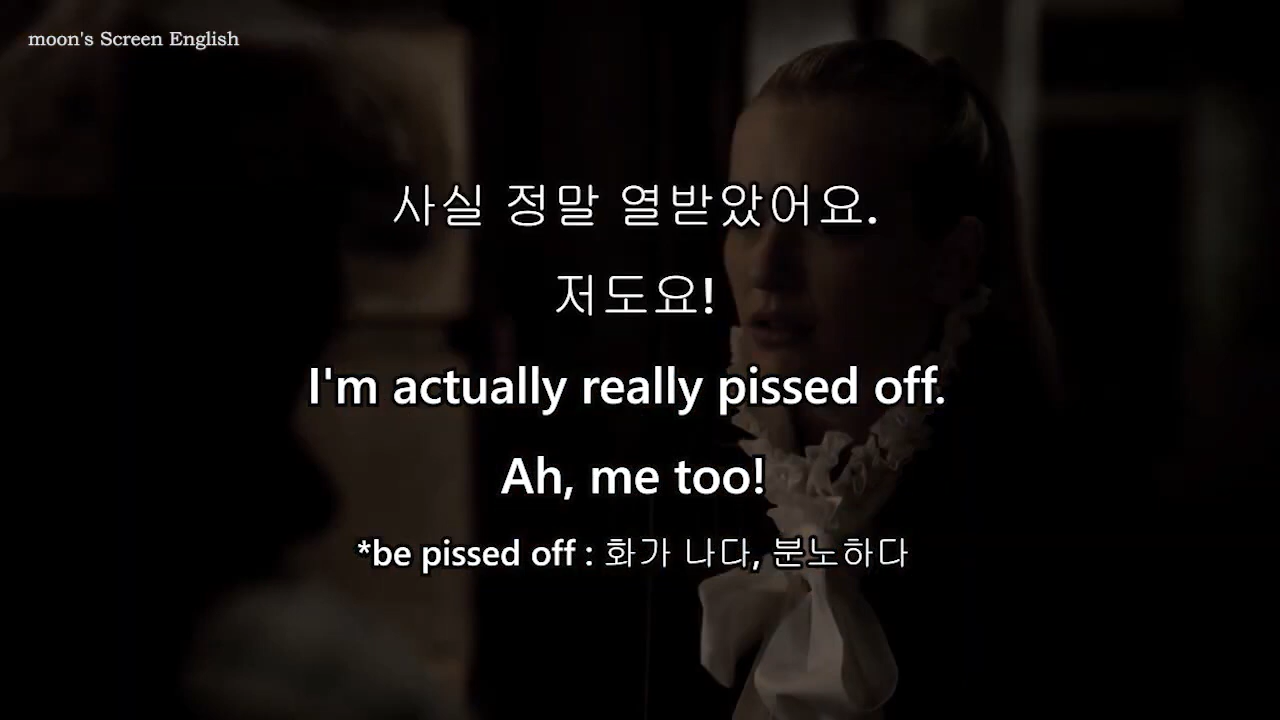 moon's Screen English
사실 정말 열받았어요.
저도요!
I'm actually really pissed off.
Ah, me too!
*be pissed off : 화가 나다, 분노하다